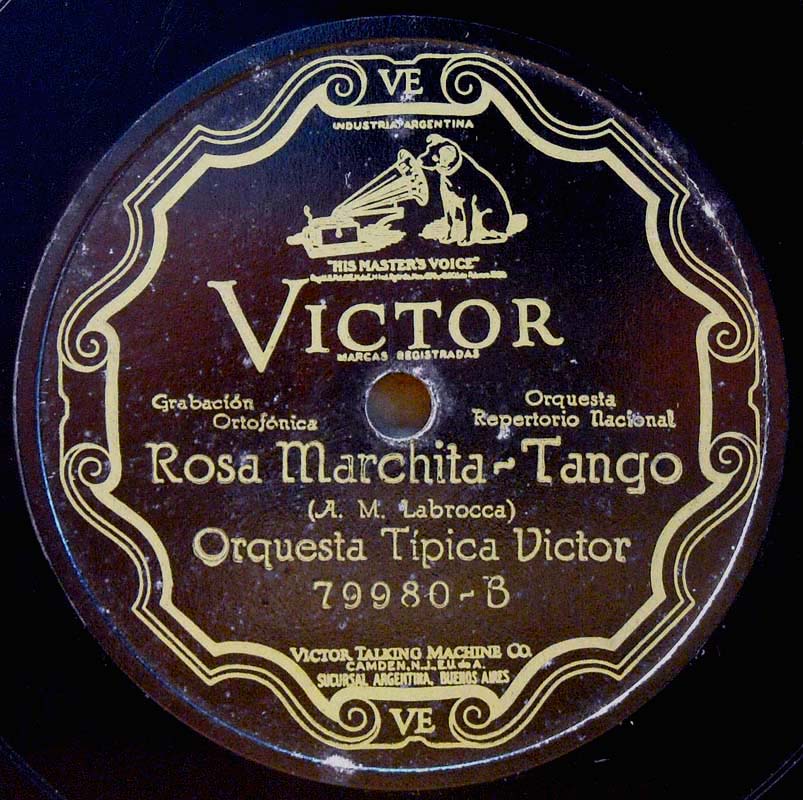 VE
INDUSTRIA ARGENTINA
"HIS MASTER'S VOICE"
VICTOR
MARCAS REGISTRADAS
Grabación
Ortofónica
Orquesta
Repertorio Nacional
Rosa Marchita-Tango
(A. M. Labrocca)
Orquesta Típica Victor
79980-B
VICTOR TALKING MACHINE CO.
CAMDEN, N.J., E.U. de A.
SUCURSAL ARGENTINA, BUENOS AIRES
VE